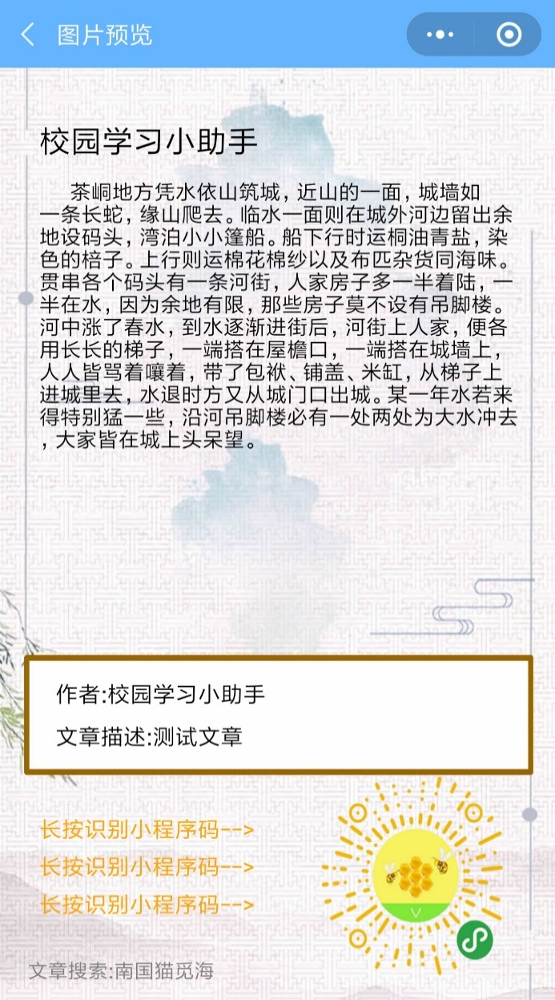 图片预览
校园学习小助手
茶峒地方凭水依山筑城，近山的一面，城墙如
一条长蛇，缘山爬去。临水一面则在城外河边留出余
地设码头，湾泊小小篷船。船下行时运桐油青盐，染
色的棓子。上行则运棉花棉纱以及布匹杂货同海味。
贯串各个码头有一条河街，人家房子多一半着陆，一
半在水，因为余地有限，那些房子莫不设有吊脚楼。
河中涨了春水，到水逐渐进街后，河街上人家，便各
用长长的梯子，一端搭在屋檐口，一端搭在城墙上，
人人皆骂着嚷着，带了包袱、铺盖、米缸，从梯子上
进城里去，水退时方又从城门口出城。某一年水若来
得特别猛一些，沿河吊脚楼必有一处两处为大水冲去
，大家皆在城上头呆望。
作者:校园学习小助手
文章描述:测试文章
长按识别小程序码-->
长按识别小程序码-->
长按识别小程序码-->
文章搜索:南国猫觅海